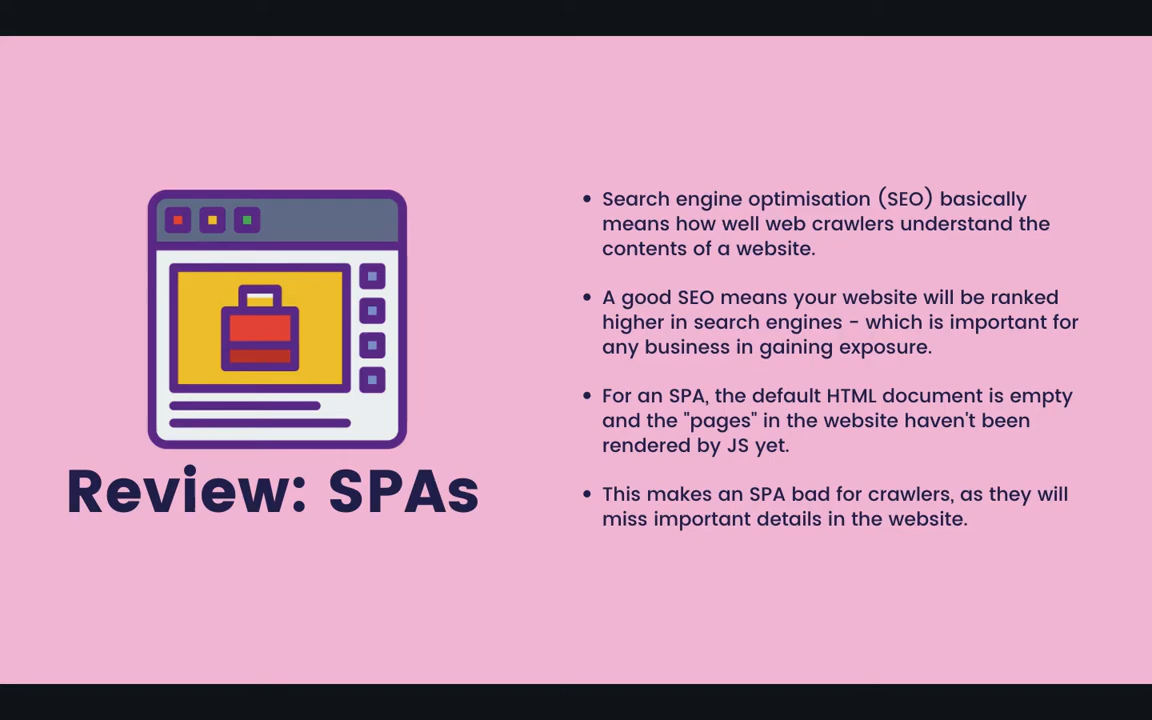 Review: SPAs
• Search engine optimisation (SEO) basically
means how well web crawlers understand the
contents of a website.
• A good SEO means your website will be ranked
higher in search engines - which is important for
any business in gaining exposure.
• For an SPA, the default HTML document is empty
and the "pages" in the website haven't been
rendered by JS yet.
• This makes an SPA bad for crawlers, as they will
miss important details in the website.